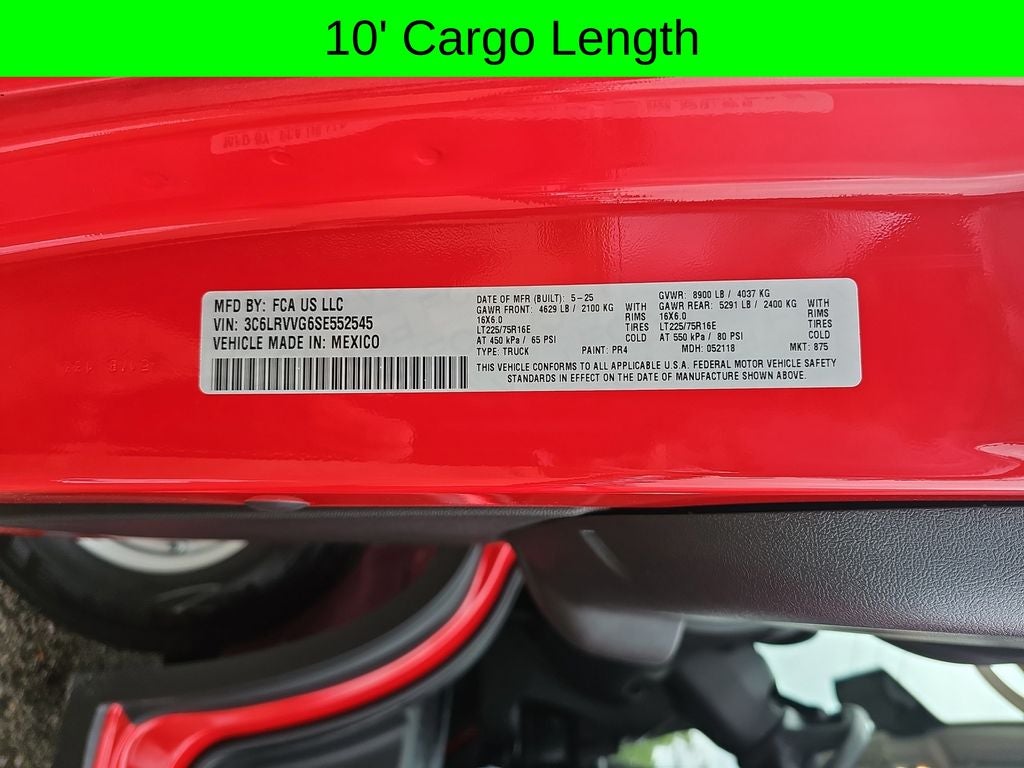 10' Cargo Length
MFD BY: FCA US LLC
VIN: 3C6LRVVG6SE552545
VEHICLE MADE IN: MEXICO
DATE OF MFR (BUILT): 5-25 GVWR: 8900 LB / 4037 KG
GAWR FRONT: 4629 LB / 2100 KG WITH GAWR REAR: 5291 LB / 2400 KG WITH
16X6.0 RIMS 16X6.0 RIMS
LT225/75R16E TIRES LT225/75R16E TIRES
AT 450 kPa / 65 PSI COLD AT 550 kPa / 80 PSI COLD
TYPE: TRUCK PAINT: PR4 MDH: 052118 MKT: 875
THIS VEHICLE CONFORMS TO ALL APPLICABLE U.S.A. FEDERAL MOTOR VEHICLE SAFETY
STANDARDS IN EFFECT ON THE DATE OF MANUFACTURE SHOWN ABOVE.